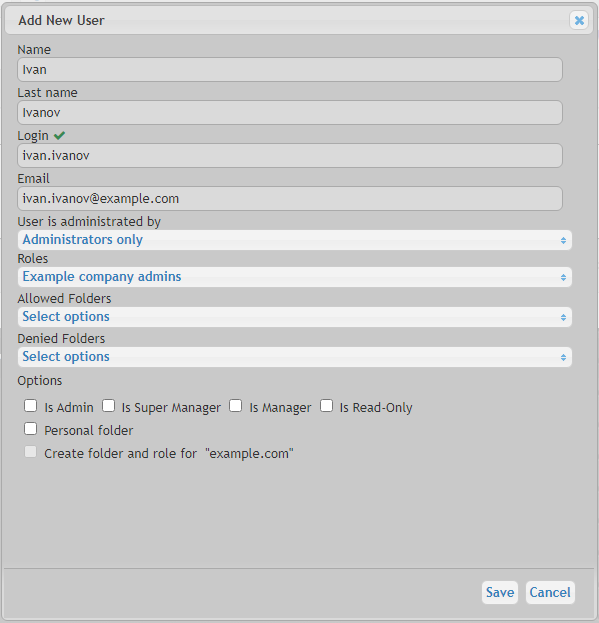 Add New User
Name
Ivan
Last name
Ivanov
Login
ivan.ivanov
Email
ivan.ivanov@example.com
User is administrated by
Administrators only
Roles
Example company admins
Allowed Folders
Select options
Denied Folders
Select options
Options
Is Admin Is Super Manager Is Manager Is Read-Only
Personal folder
Create folder and role for "example.com"
Save Cancel